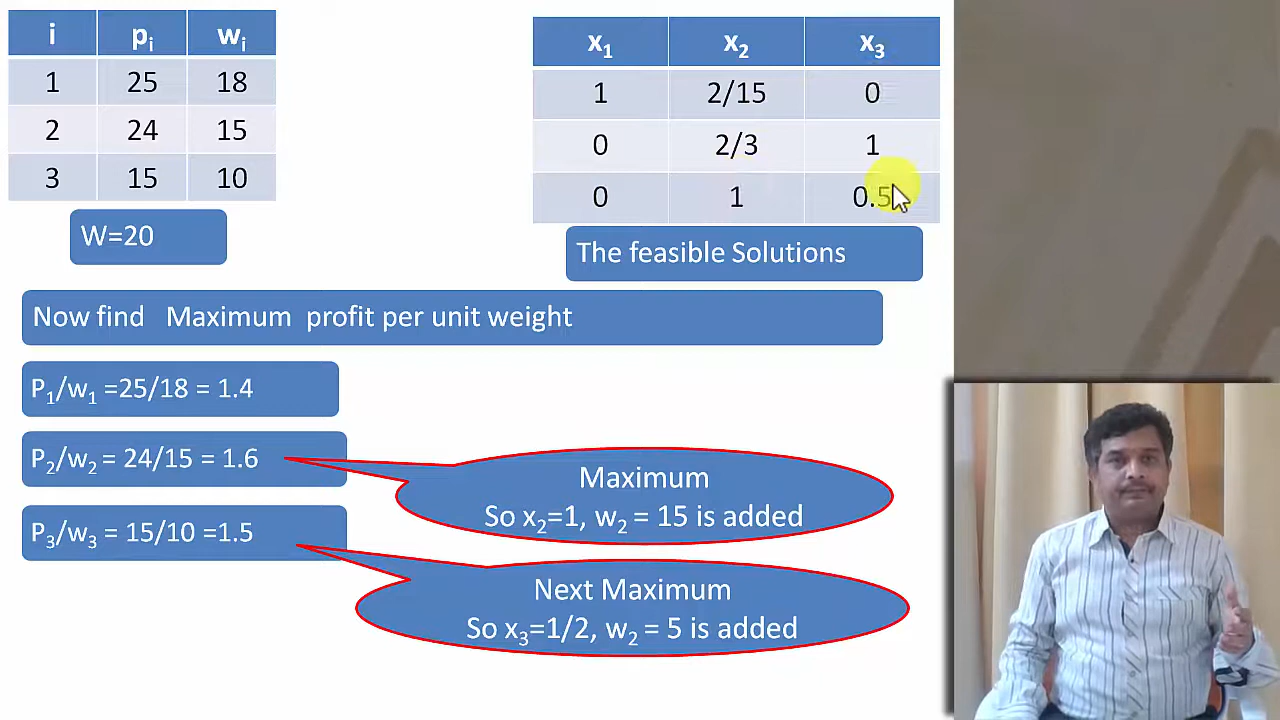 i pi wi
1 25 18
2 24 15
3 15 10
W=20
x1 x2 x3
1 2/15 0
0 2/3 1
0 1 0.5
The feasible Solutions
Now find Maximum profit per unit weight
P1/w1 =25/18 = 1.4
P2/w2 = 24/15 = 1.6
P3/w3 = 15/10 =1.5
Maximum
So x2=1, w2 = 15 is added
Next Maximum
So x3=1/2, w2 = 5 is added